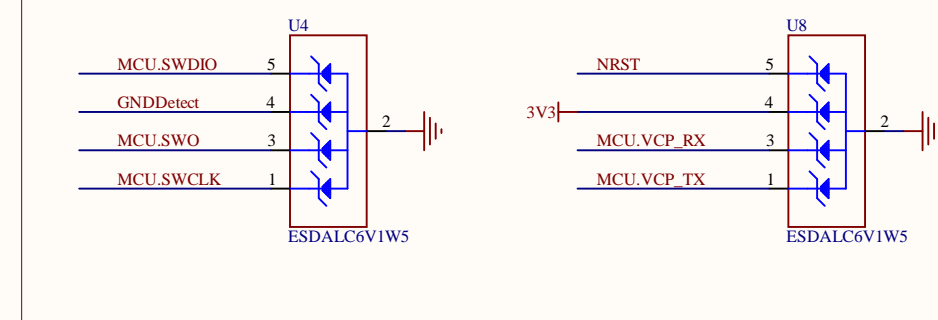 U4
MCU.SWDIO 5
GNDDetect 4
MCU.SWO 3
MCU.SWCLK 1
2
ESDALC6V1W5
U8
NRST 5
3V3 4
MCU.VCP_RX 3
MCU.VCP_TX 1
2
ESDALC6V1W5